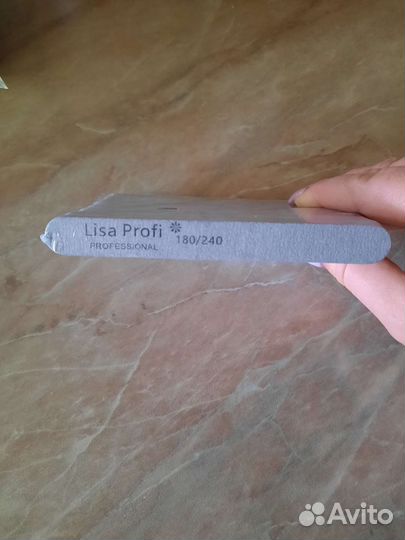 Lisa Profi
PROFESSIONAL 180/240
Avito